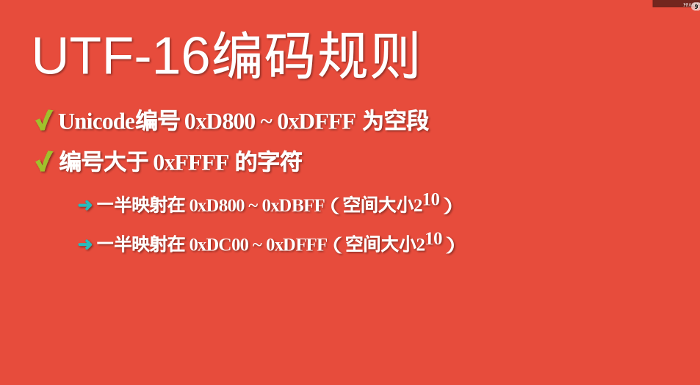 UTF-16编码规则
Unicode编号 0xD800 ~ 0xDFFF 为空段
编号大于 0xFFFF 的字符
一半映射在 0xD800 ~ 0xDBFF（空间大小2^10）
一半映射在 0xDC00 ~ 0xDFFF（空间大小2^10）